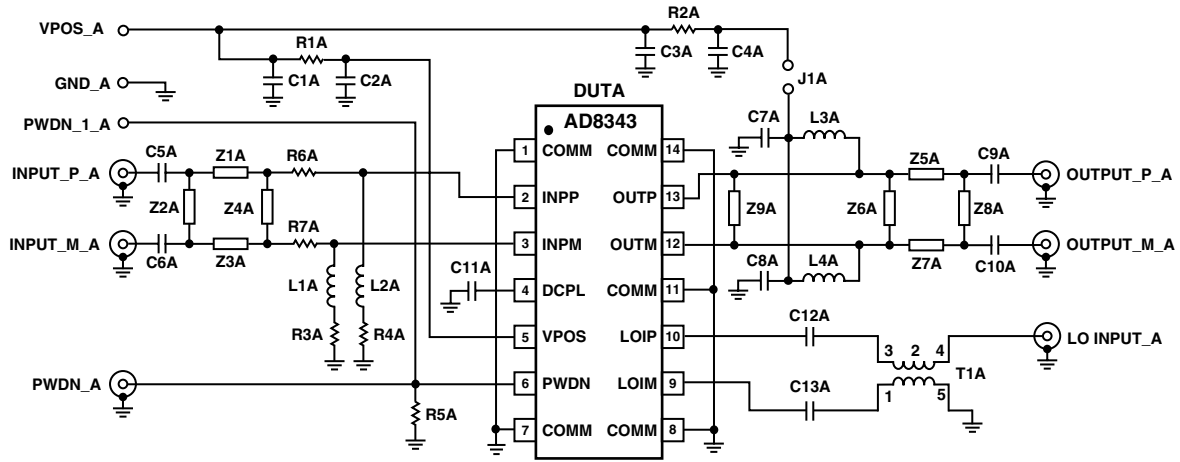 VPOS_A
R1A
C1A
C2A
R2A
C3A
C4A
J1A
GND_A
PWDN_1_A
DUTA
AD8343
INPUT_P_A
C5A
Z1A
R6A
Z2A
Z4A
R7A
INPUT_M_A
C6A
Z3A
L1A
L2A
R3A
R4A
C11A
PWDN_A
R5A
1 COMM
2 INPP
3 INPM
4 DCPL
5 VPOS
6 PWDN
7 COMM
COMM 14
OUTP 13
OUTM 12
COMM 11
LOIP 10
LOIM 9
COMM 8
C7A
L3A
Z9A
Z5A
C9A
OUTPUT_P_A
Z6A
Z8A
C8A
L4A
Z7A
C10A
OUTPUT_M_A
C12A
3 2 4
LO INPUT_A
C13A
1 5
T1A